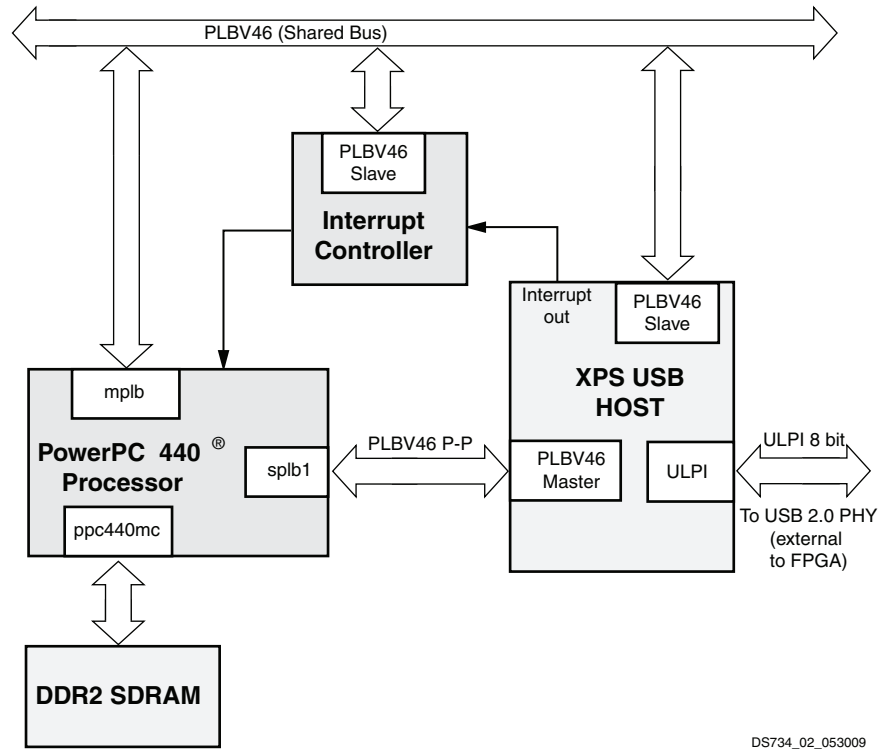 PLBV46 (Shared Bus)
PLBV46
Slave
Interrupt
Controller
Interrupt
out
PLBV46
Slave
XPS USB
HOST
mplb
PowerPC 440 ®
Processor
splb1
PLBV46 P-P
PLBV46
Master
ULPI
ULPI 8 bit
To USB 2.0 PHY
(external
to FPGA)
ppc440mc
DDR2 SDRAM
DS734_02_053009